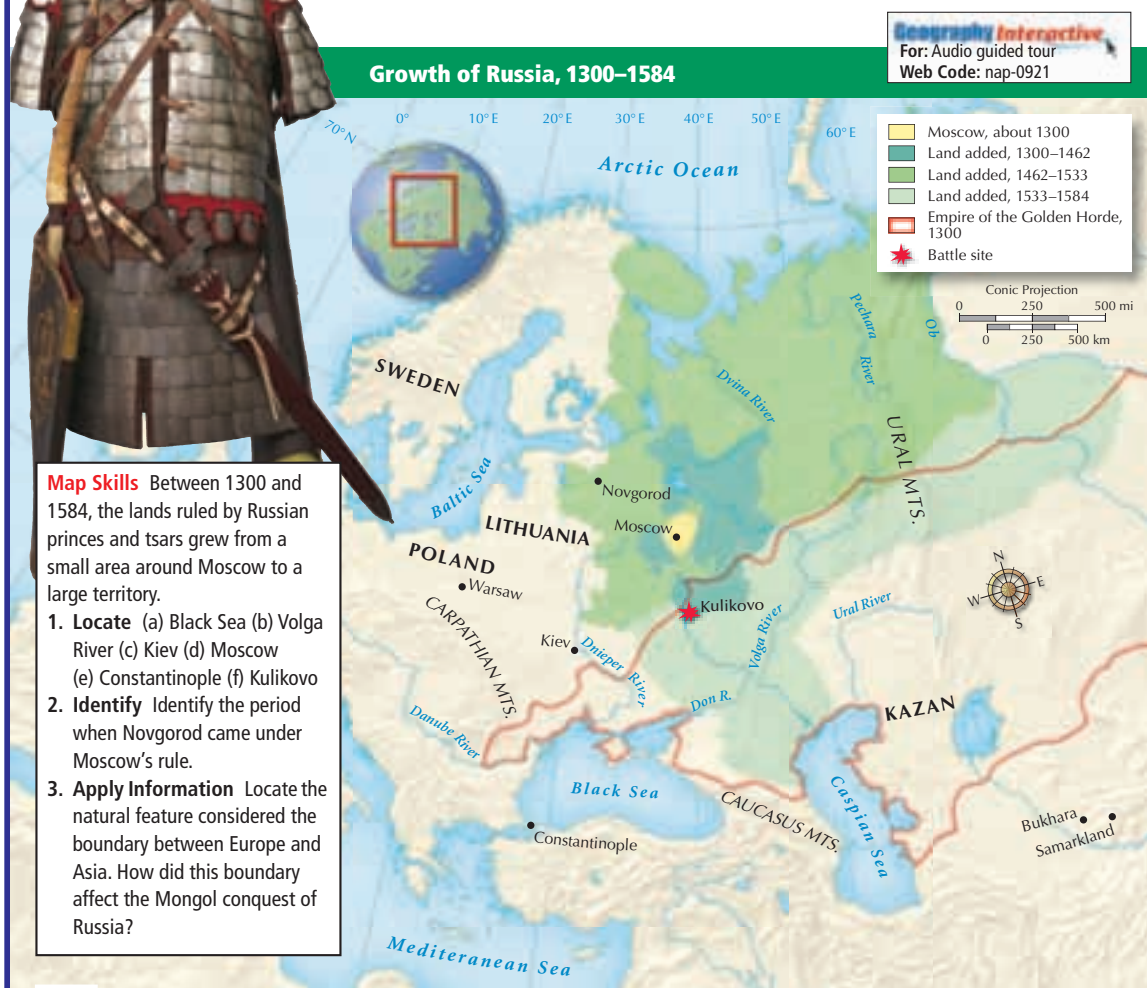 Geography Interactive
For: Audio guided tour
Web Code: nap-0921
Growth of Russia, 1300–1584
70° N
0°
10° E
20° E
30° E
40° E
50° E
60° E
Moscow, about 1300
Land added, 1300–1462
Land added, 1462–1533
Land added, 1533–1584
Empire of the Golden Horde,
1300
Battle site
Conic Projection
0 250 500 mi
0 250 500 km
Arctic Ocean
Pechara
River
Ob
Dvina River
SWEDEN
URAL MTS.
Baltic Sea
Novgorod
LITHUANIA
Moscow
POLAND
Warsaw
CARPATHIAN MTS.
Kulikovo
Kiev
Dnieper River
Volga River
Ural River
N
E
S
W
Don R.
KAZAN
Danube River
Black Sea
CAUCASUS MTS.
Caspian Sea
Constantinople
Bukhara
Samarkland
Mediteranean Sea
Map Skills Between 1300 and
1584, the lands ruled by Russian
princes and tsars grew from a
small area around Moscow to a
large territory.
1. Locate (a) Black Sea (b) Volga
River (c) Kiev (d) Moscow
(e) Constantinople (f) Kulikovo
2. Identify Identify the period
when Novgorod came under
Moscow’s rule.
3. Apply Information Locate the
natural feature considered the
boundary between Europe and
Asia. How did this boundary
affect the Mongol conquest of
Russia?